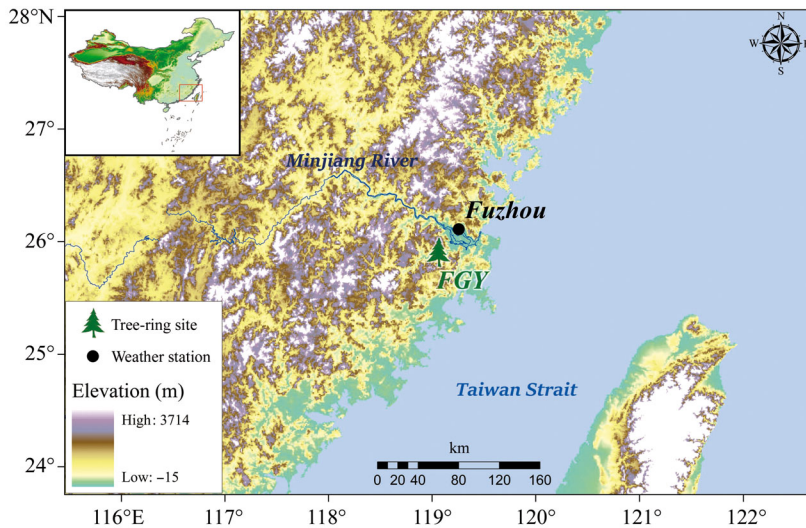 28°N
27°
26°
25°
24°
116°E
117°
118°
119°
120°
121°
122°
N
W
E
S
Minjiang River
Fuzhou
FGY
Taiwan Strait
Tree-ring site
Weather station
Elevation (m)
High: 3714
Low: −15
km
0 20 40 80 120 160